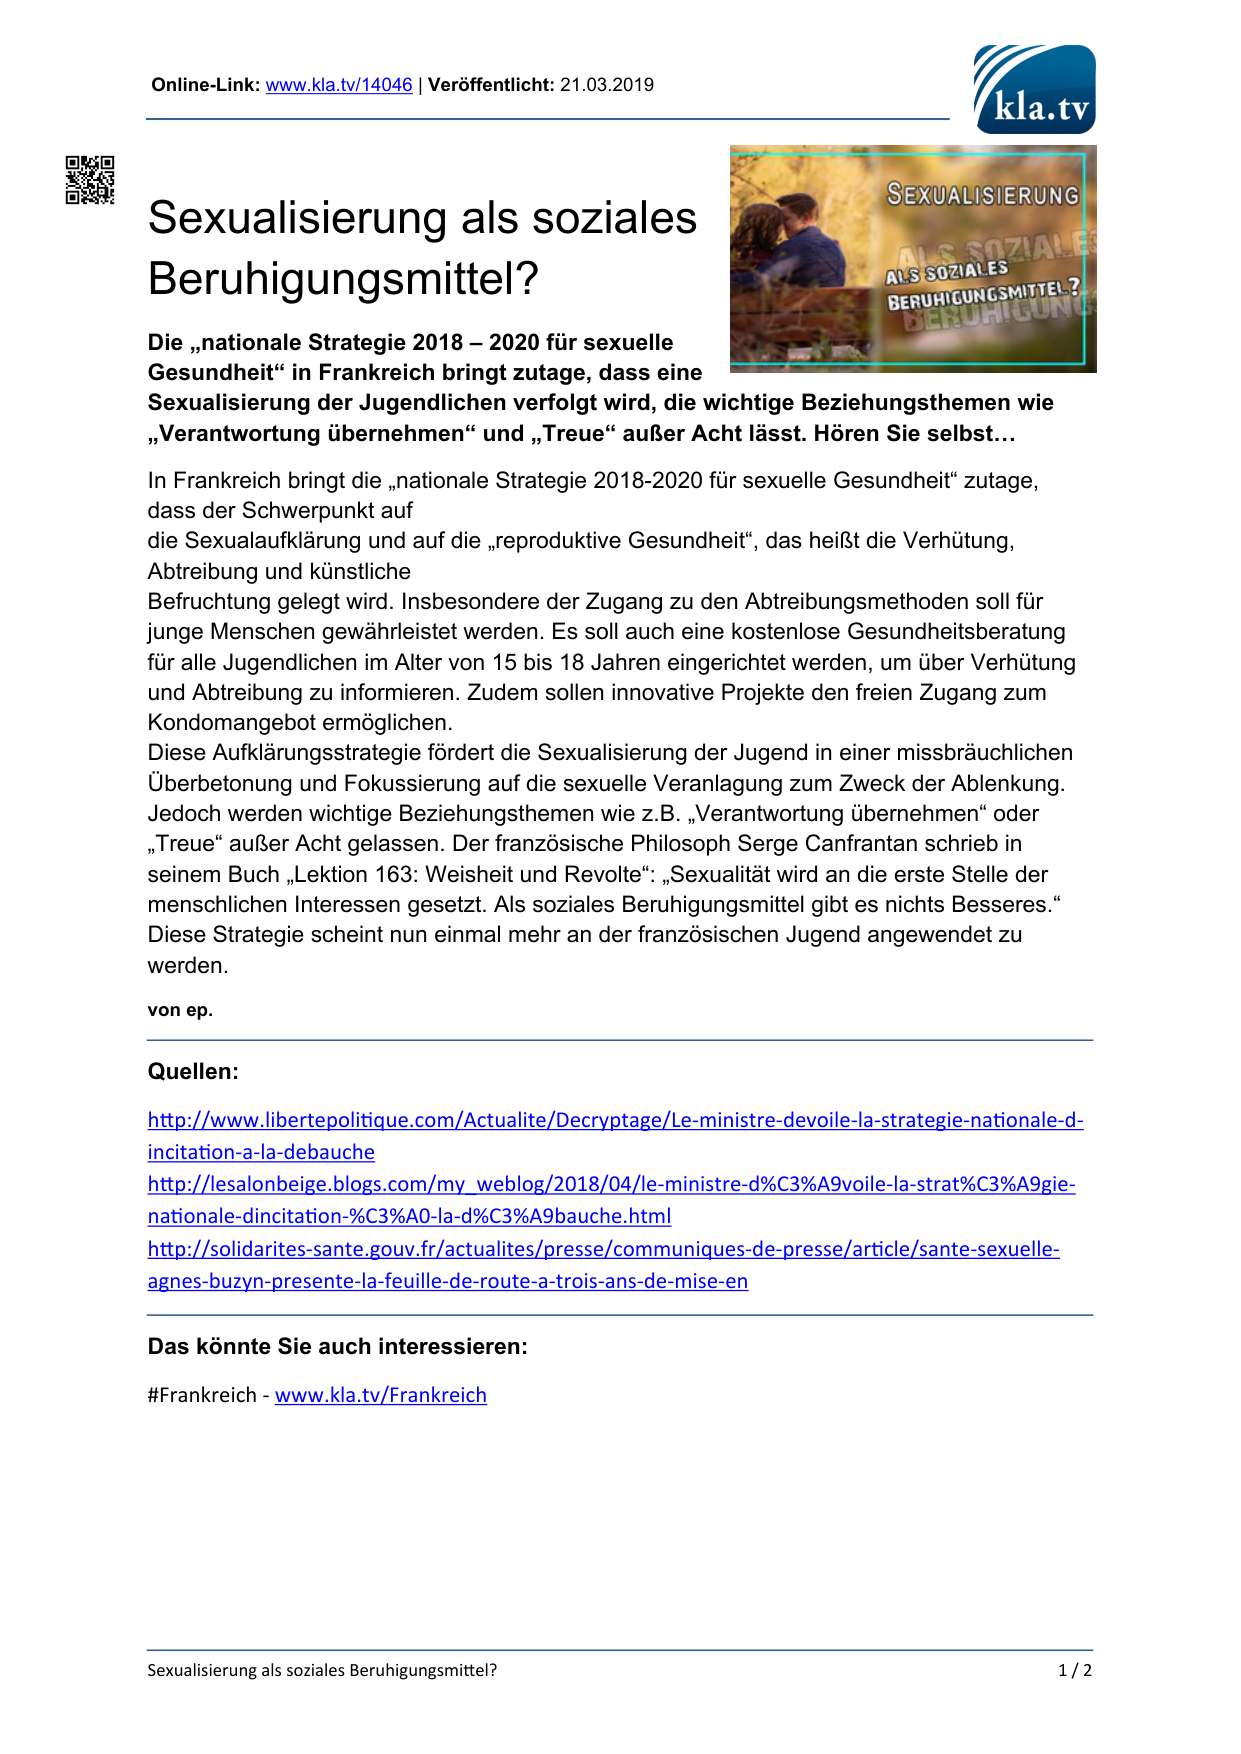 Online-Link: www.kla.tv/14046 | Veröffentlicht: 21.03.2019
kla.tv
Sexualisierung als soziales
Beruhigungsmittel?
SEXUALISIERUNG
ALS SOZIALES
ALS SOZIALES
BERUHIGUNGSMITTEL?
BERUHIGUNGS
Die „nationale Strategie 2018 – 2020 für sexuelle
Gesundheit“ in Frankreich bringt zutage, dass eine
Sexualisierung der Jugendlichen verfolgt wird, die wichtige Beziehungsthemen wie
„Verantwortung übernehmen“ und „Treue“ außer Acht lässt. Hören Sie selbst…
In Frankreich bringt die „nationale Strategie 2018-2020 für sexuelle Gesundheit“ zutage,
dass der Schwerpunkt auf
die Sexualaufklärung und auf die „reproduktive Gesundheit“, das heißt die Verhütung,
Abtreibung und künstliche
Befruchtung gelegt wird. Insbesondere der Zugang zu den Abtreibungsmethoden soll für
junge Menschen gewährleistet werden. Es soll auch eine kostenlose Gesundheitsberatung
für alle Jugendlichen im Alter von 15 bis 18 Jahren eingerichtet werden, um über Verhütung
und Abtreibung zu informieren. Zudem sollen innovative Projekte den freien Zugang zum
Kondomangebot ermöglichen.
Diese Aufklärungsstrategie fördert die Sexualisierung der Jugend in einer missbräuchlichen
Überbetonung und Fokussierung auf die sexuelle Veranlagung zum Zweck der Ablenkung.
Jedoch werden wichtige Beziehungsthemen wie z.B. „Verantwortung übernehmen“ oder
„Treue“ außer Acht gelassen. Der französische Philosoph Serge Canfrantan schrieb in
seinem Buch „Lektion 163: Weisheit und Revolte“: „Sexualität wird an die erste Stelle der
menschlichen Interessen gesetzt. Als soziales Beruhigungsmittel gibt es nichts Besseres.“
Diese Strategie scheint nun einmal mehr an der französischen Jugend angewendet zu
werden.
von ep.
Quellen:
http://www.libertepolitique.com/Actualite/Decryptage/Le-ministre-devoile-la-strategie-nationale-d-
incitation-a-la-debauche
http://lesalonbeige.blogs.com/my_weblog/2018/04/le-ministre-d%C3%A9voile-la-strat%C3%A9gie-
nationale-dincitation-%C3%A0-la-d%C3%A9bauche.html
http://solidarites-sante.gouv.fr/actualites/presse/communiques-de-presse/article/sante-sexuelle-
agnes-buzyn-presente-la-feuille-de-route-a-trois-ans-de-mise-en
Das könnte Sie auch interessieren:
#Frankreich - www.kla.tv/Frankreich
Sexualisierung als soziales Beruhigungsmittel?
1 / 2